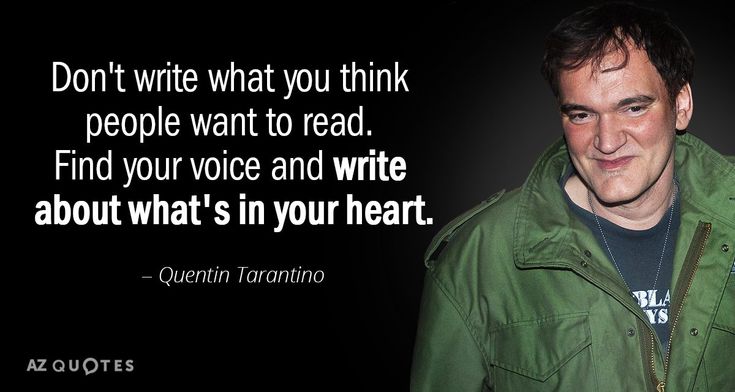 Don't write what you think
people want to read.
Find your voice and write
about what's in your heart.
– Quentin Tarantino
AZ QUOTES